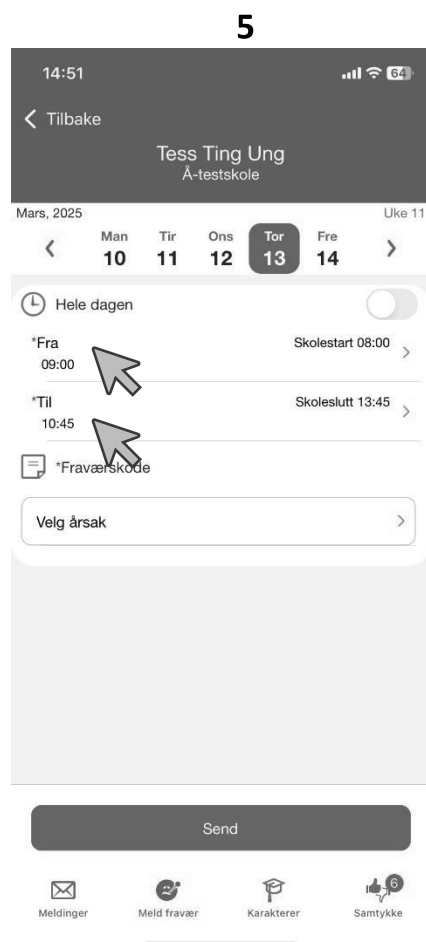 5
14:51 64
Tilbake
Tess Ting Ung
Å-testskole
Mars, 2025 Uke 11
Man Tir Ons Tor Fre
10 11 12 13 14
Hele dagen
*Fra Skolestart 08:00
09:00
*Til Skoleslutt 13:45
10:45
*Fraværskode
Velg årsak
Send
6
Meldinger Meld fravær Karakterer Samtykke